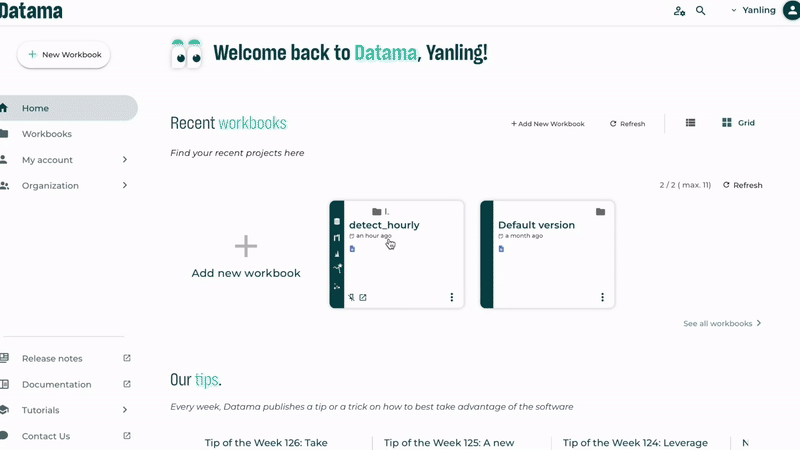 Datama
Yanling
New Workbook
Welcome back to Datama, Yanling!
Home
Workbooks
My account
Organization
Recent workbooks
+ Add New Workbook
Refresh
Grid
Find your recent projects here
2 / 2 ( max. 11)
Refresh
Add new workbook
I.
detect_hourly
an hour ago
Default version
a month ago
See all workbooks
Release notes
Documentation
Tutorials
Contact Us
Our tips.
Every week, Datama publishes a tip or a trick on how to best take advantage of the software
Tip of the Week 126: Take
Tip of the Week 125: A new
Tip of the Week 124: Leverage